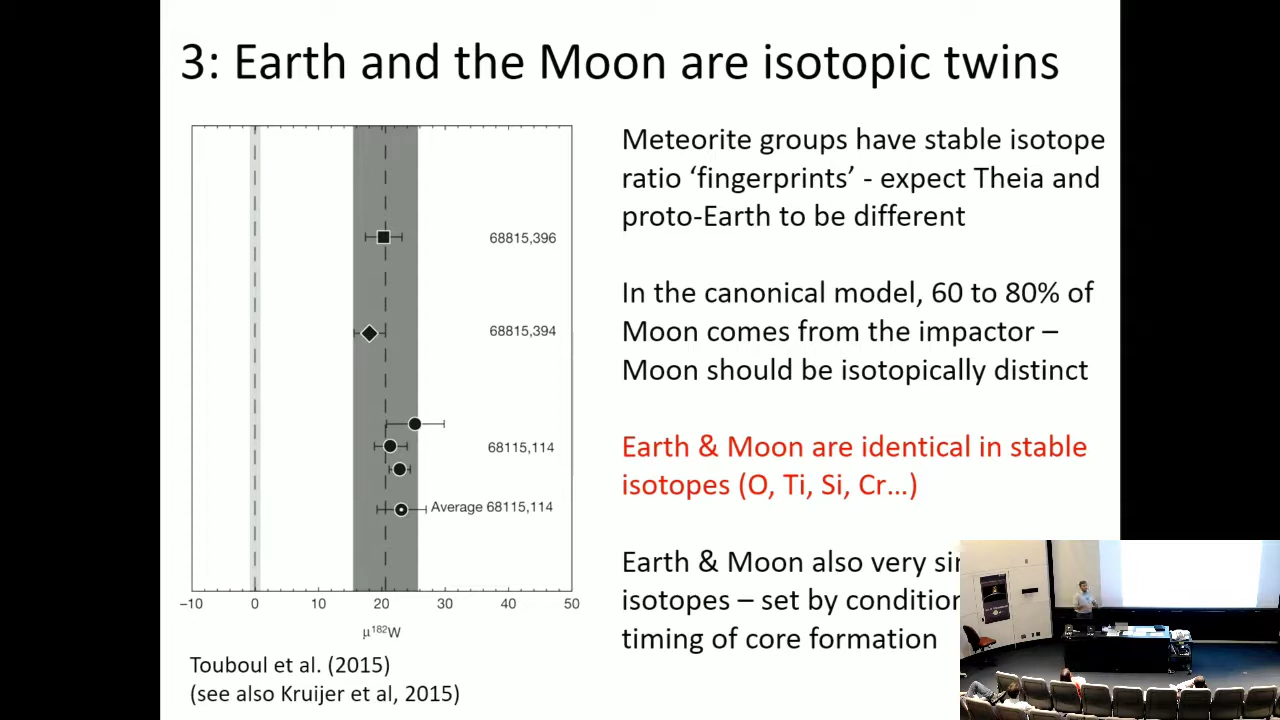 3: Earth and the Moon are isotopic twins
68815,396
68815,394
68115,114
Average 68115,114
−10 0 10 20 30 40 50
μ¹⁸²W
Touboul et al. (2015)
(see also Kruijer et al, 2015)
Meteorite groups have stable isotope
ratio ‘fingerprints’ - expect Theia and
proto-Earth to be different
In the canonical model, 60 to 80% of
Moon comes from the impactor –
Moon should be isotopically distinct
Earth & Moon are identical in stable
isotopes (O, Ti, Si, Cr...)
Earth & Moon also very
isotopes – set by
timing of core formation